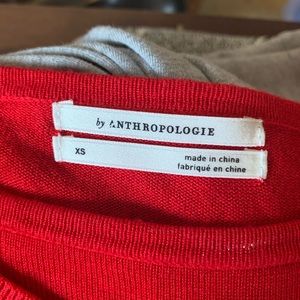 by ANTHROPOLOGIE
XS
made in china
fabriqué en chine